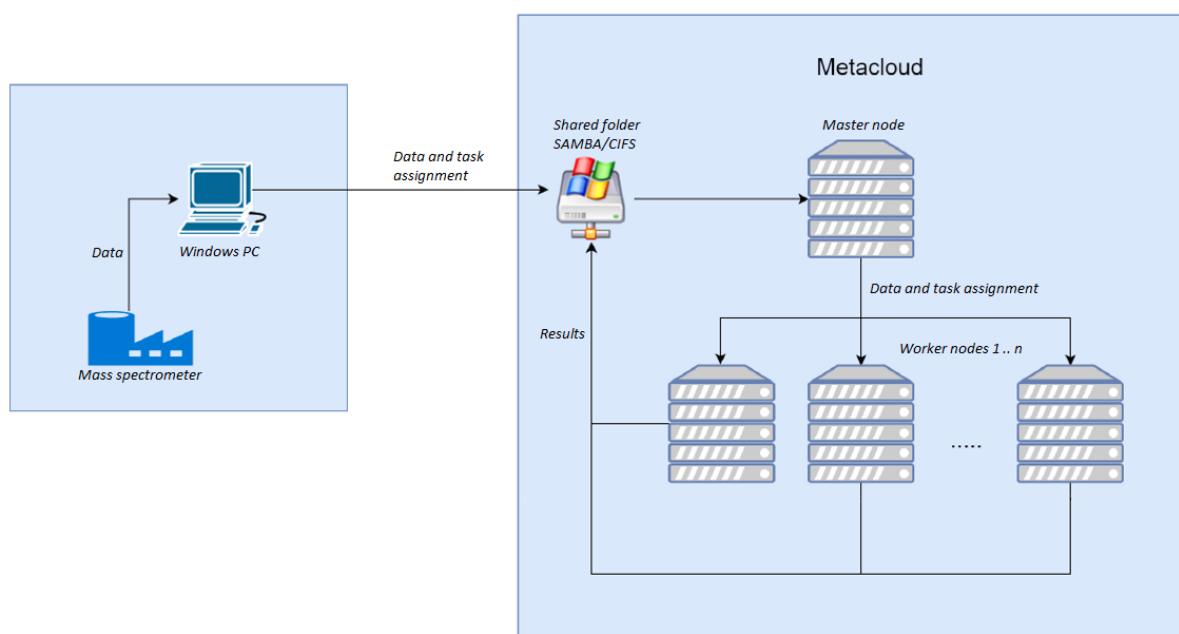 Metacloud
Shared folder
SAMBA/CIFS
Master node
Data and task
assignment
Windows PC
Data
Data and task assignment
Results
Worker nodes 1 .. n
Mass spectrometer
.....